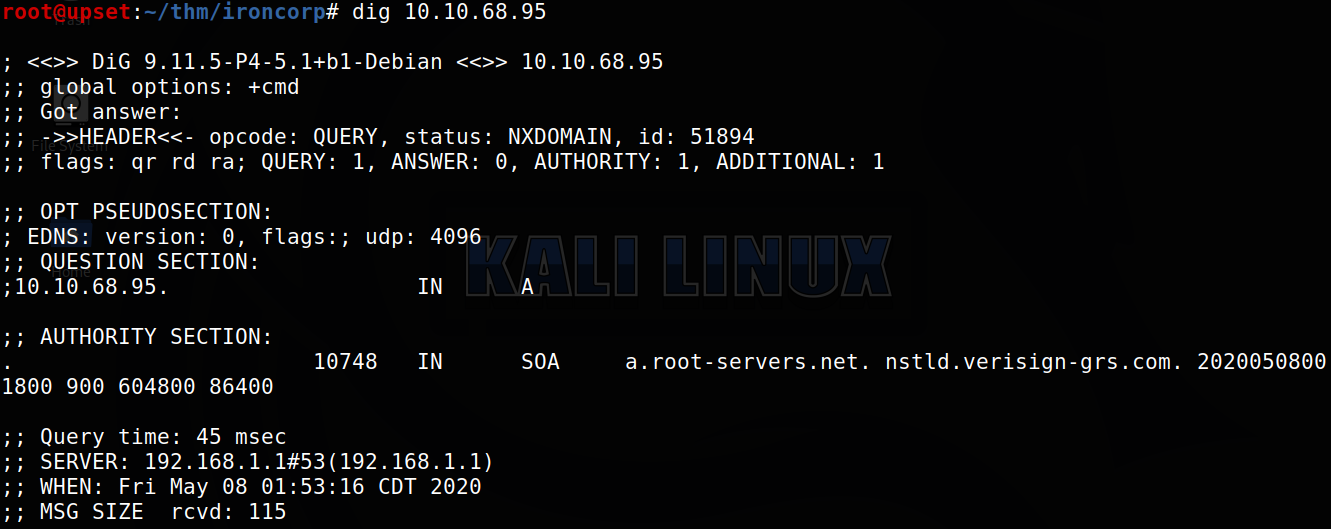 root@upset:~/thm/ironcorp# dig 10.10.68.95
; <<>> DiG 9.11.5-P4-5.1+b1-Debian <<>> 10.10.68.95
;; global options: +cmd
;; Got answer:
;; ->>HEADER<<- opcode: QUERY, status: NXDOMAIN, id: 51894
;; flags: qr rd ra; QUERY: 1, ANSWER: 0, AUTHORITY: 1, ADDITIONAL: 1
;; OPT PSEUDOSECTION:
; EDNS: version: 0, flags:; udp: 4096
;; QUESTION SECTION:
;10.10.68.95. IN A
;; AUTHORITY SECTION:
. 10748 IN SOA a.root-servers.net. nstld.verisign-grs.com. 2020050800
1800 900 604800 86400
;; Query time: 45 msec
;; SERVER: 192.168.1.1#53(192.168.1.1)
;; WHEN: Fri May 08 01:53:16 CDT 2020
;; MSG SIZE rcvd: 115
Trash
File System
Home
KALI LINUX